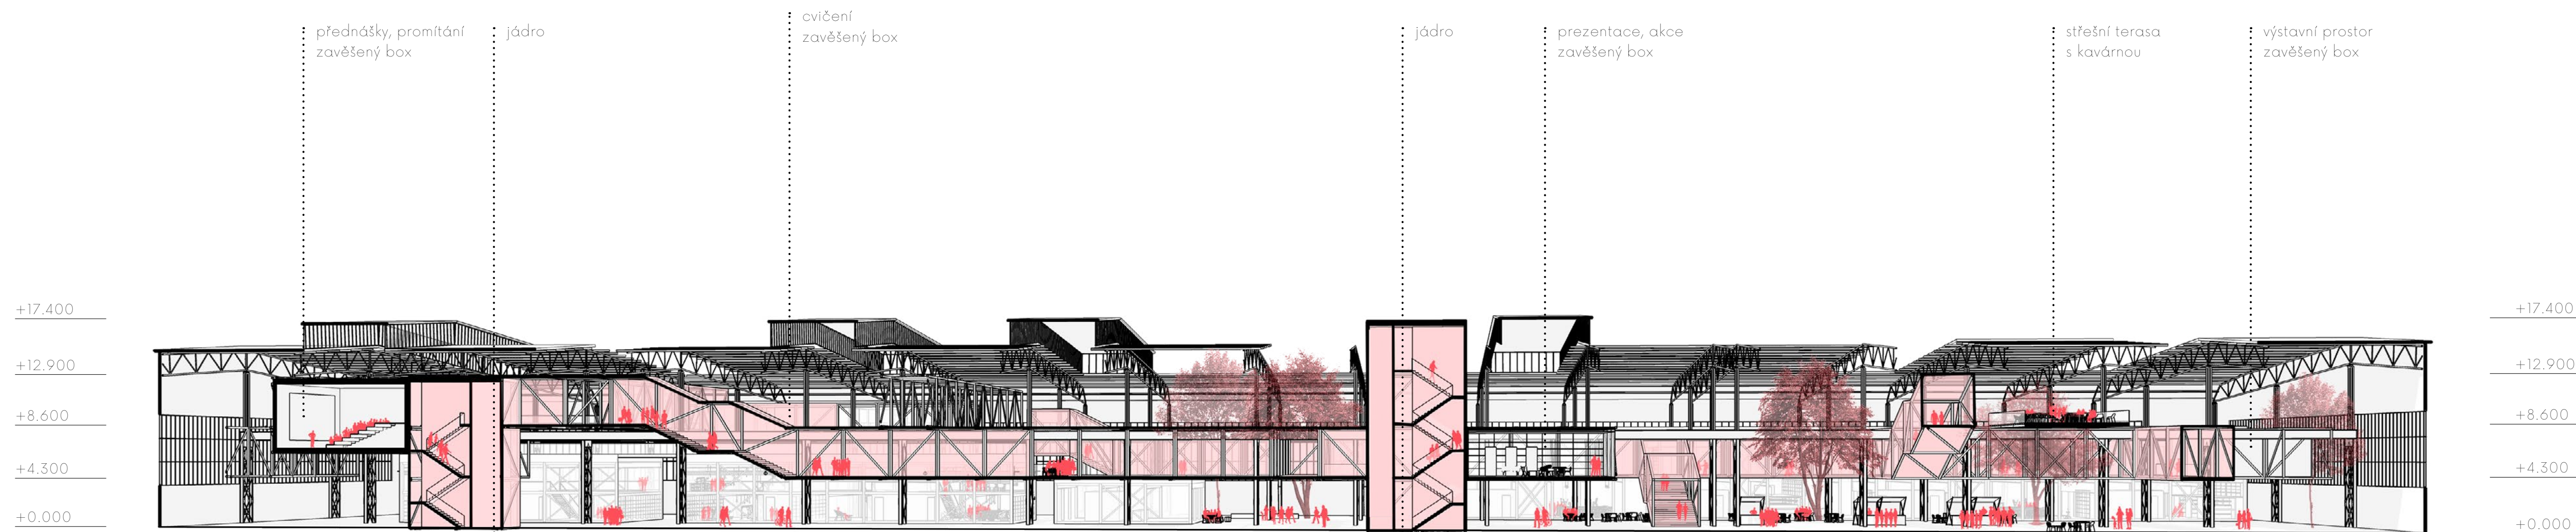 přednášky, promítání
zavěšený box
jádro
cvičení
zavěšený box
jádro
prezentace, akce
zavěšený box
střešní terasa
s kavárnou
výstavní prostor
zavěšený box
+17.400
+12.900
+8.600
+4.300
+0.000
+17.400
+12.900
+8.600
+4.300
+0.000